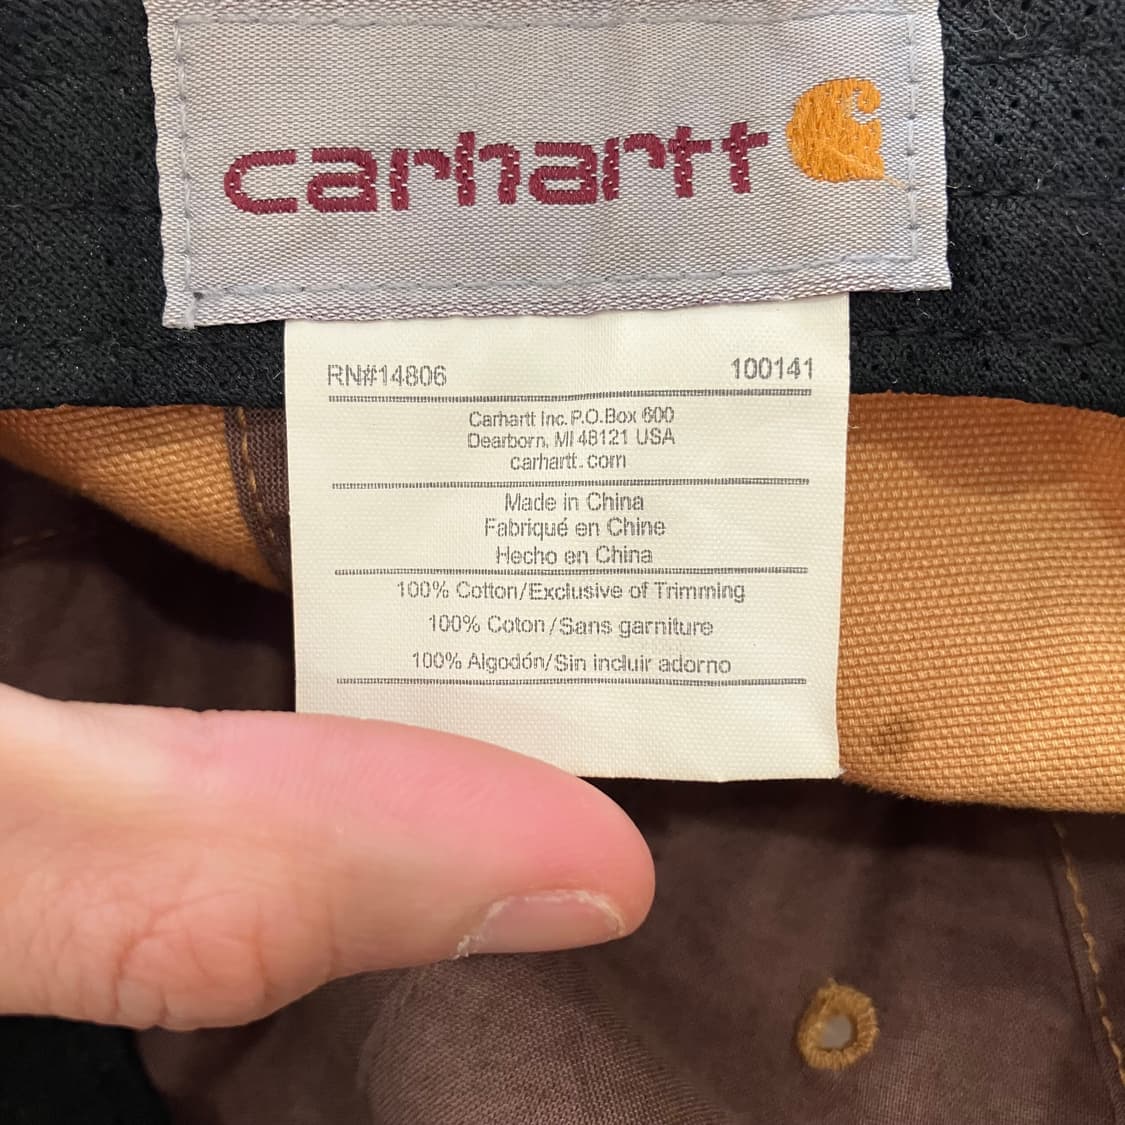 carhartt
RN#14806 100141
Carhartt Inc. P.O.Box 600
Dearborn, MI 48121 USA
carhartt.com
Made in China
Fabriqué en Chine
Hecho en China
100% Cotton/Exclusive of Trimming
100% Coton/Sans garniture
100% Algodón/Sin incluir adorno